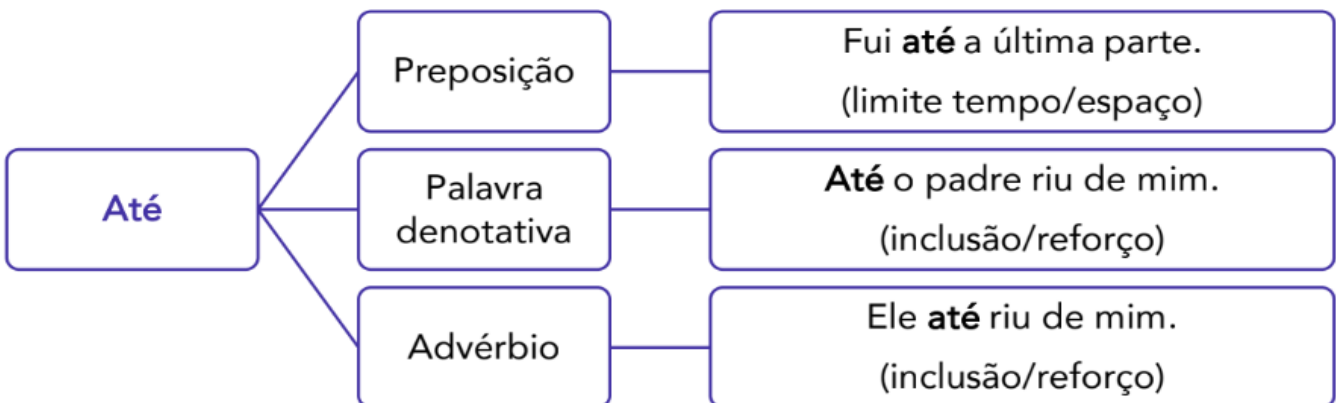 Até
Preposição
Fui até a última parte.
(limite tempo/espaço)
Palavra
denotativa
Até o padre riu de mim.
(inclusão/reforço)
Advérbio
Ele até riu de mim.
(inclusão/reforço)